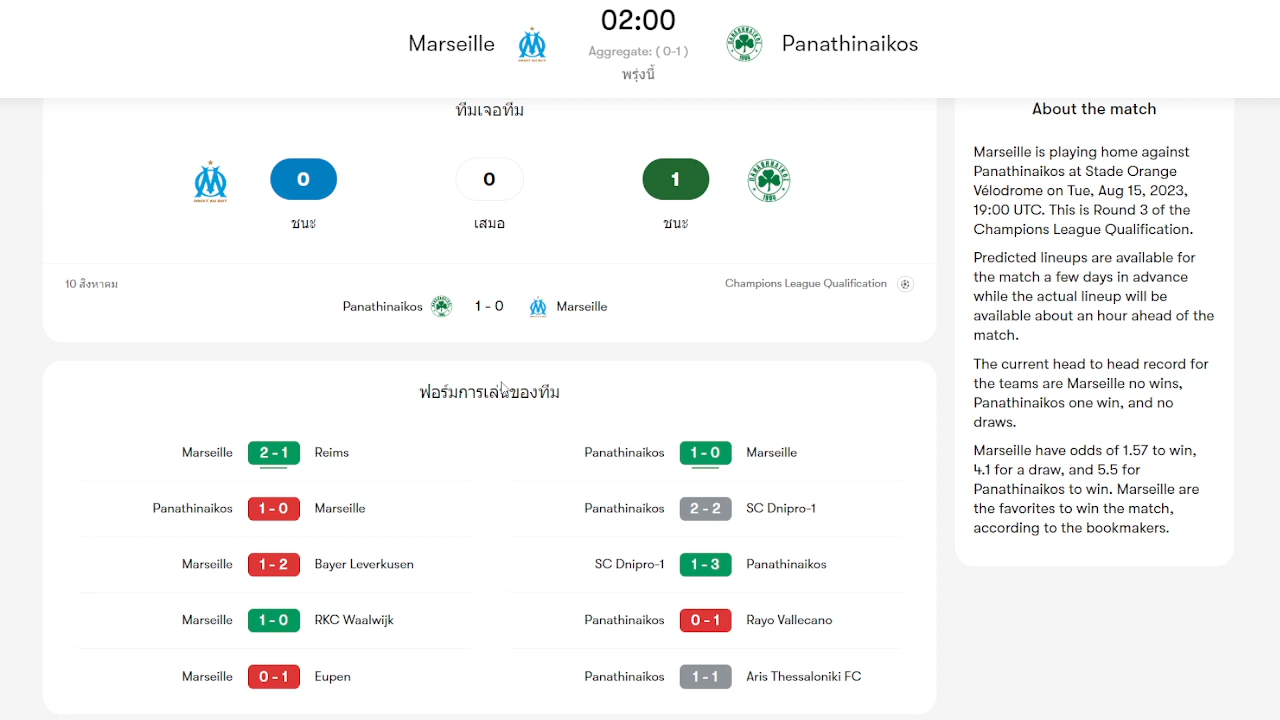 02:00
Marseille
Panathinaikos
Aggregate: ( 0-1 )
พรุ่งนี้
ทีมเจอทีม
0
0
1
ชนะ
เสมอ
ชนะ
10 สิงหาคม
Champions League Qualification
Panathinaikos 1 - 0 Marseille
ฟอร์มการเล่นของทีม
Marseille 2 - 1 Reims
Panathinaikos 1 - 0 Marseille
Marseille 1 - 2 Bayer Leverkusen
Marseille 1 - 0 RKC Waalwijk
Marseille 0 - 1 Eupen
Panathinaikos 1 - 0 Marseille
Panathinaikos 2 - 2 SC Dnipro-1
SC Dnipro-1 1 - 3 Panathinaikos
Panathinaikos 0 - 1 Rayo Vallecano
Panathinaikos 1 - 1 Aris Thessaloniki FC
About the match
Marseille is playing home against
Panathinaikos at Stade Orange
Vélodrome on Tue, Aug 15, 2023,
19:00 UTC. This is Round 3 of the
Champions League Qualification.
Predicted lineups are available for
the match a few days in advance
while the actual lineup will be
available about an hour ahead of the
match.
The current head to head record for
the teams are Marseille no wins,
Panathinaikos one win, and no
draws.
Marseille have odds of 1.57 to win,
4.1 for a draw, and 5.5 for
Panathinaikos to win. Marseille are
the favorites to win the match,
according to the bookmakers.